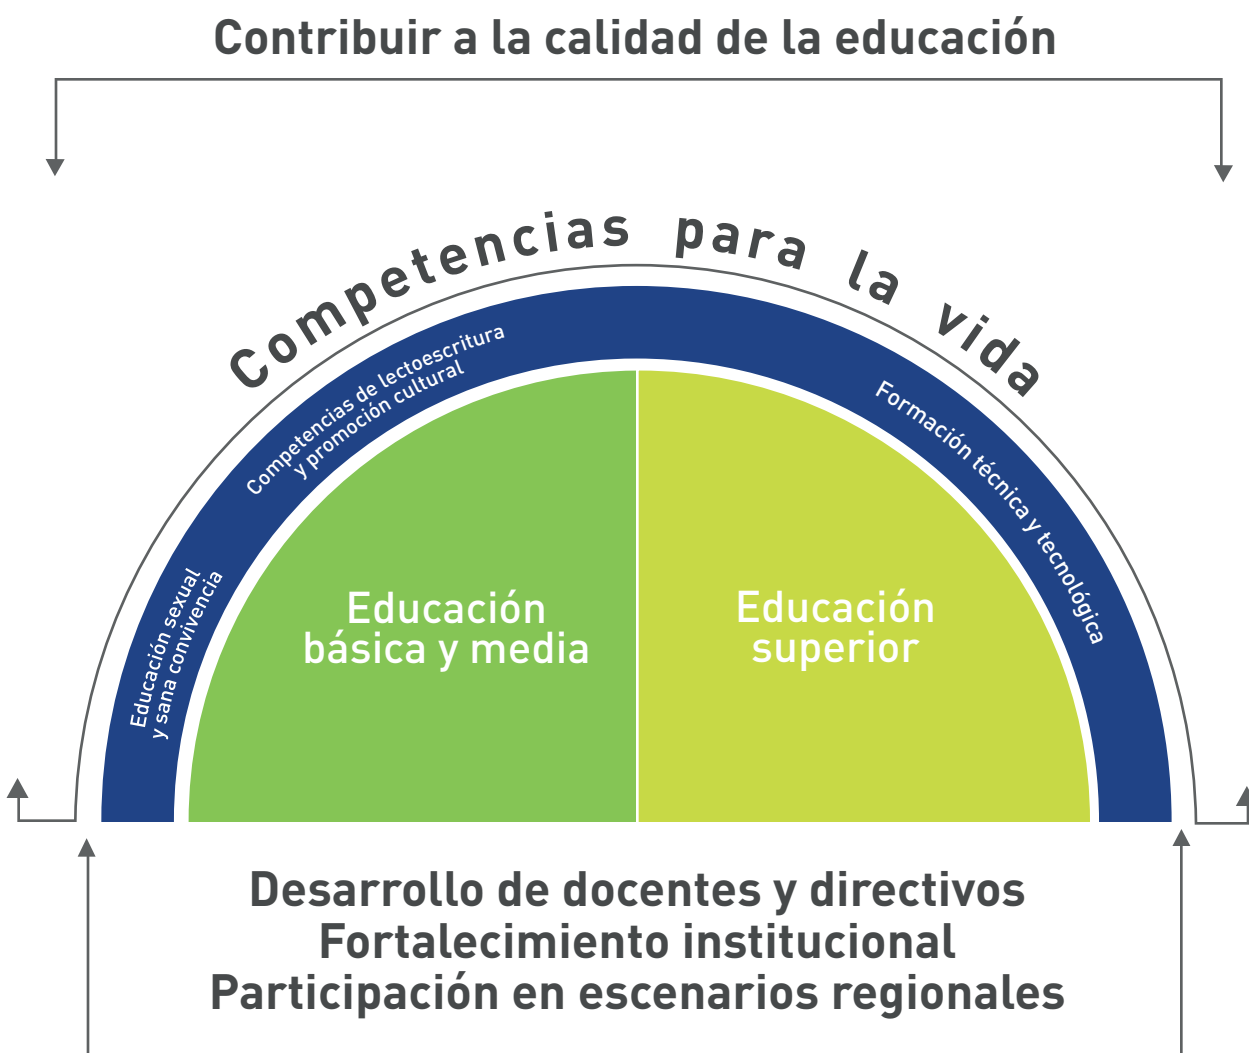 Contribuir a la calidad de la educación
Competencias para la vida
Competencias de lectoescritura
y promoción cultural
Formación técnica y tecnológica
Educación sexual
y sana convivencia
Educación
básica y media
Educación
superior
Desarrollo de docentes y directivos
Fortalecimiento institucional
Participación en escenarios regionales